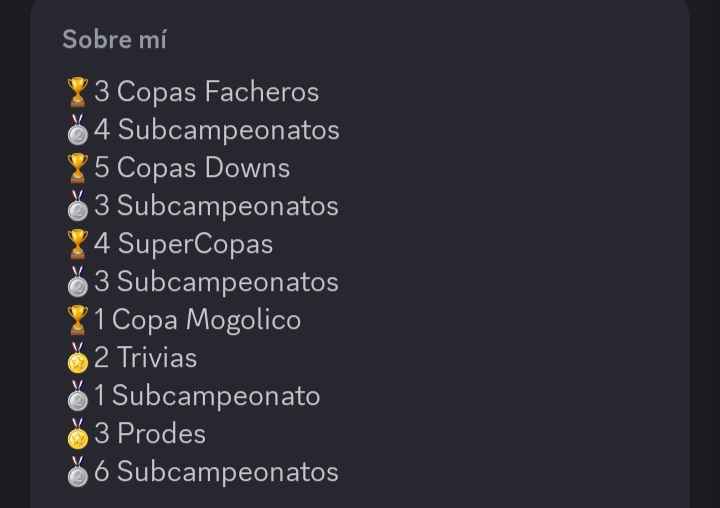 Sobre mí
🏆3 Copas Facheros
🥈4 Subcampeonatos
🏆5 Copas Downs
🥈3 Subcampeonatos
🏆4 SuperCopas
🥈3 Subcampeonatos
🏆1 Copa Mogolico
🏅2 Trivias
🥈1 Subcampeonato
🏅3 Prodes
🥈6 Subcampeonatos